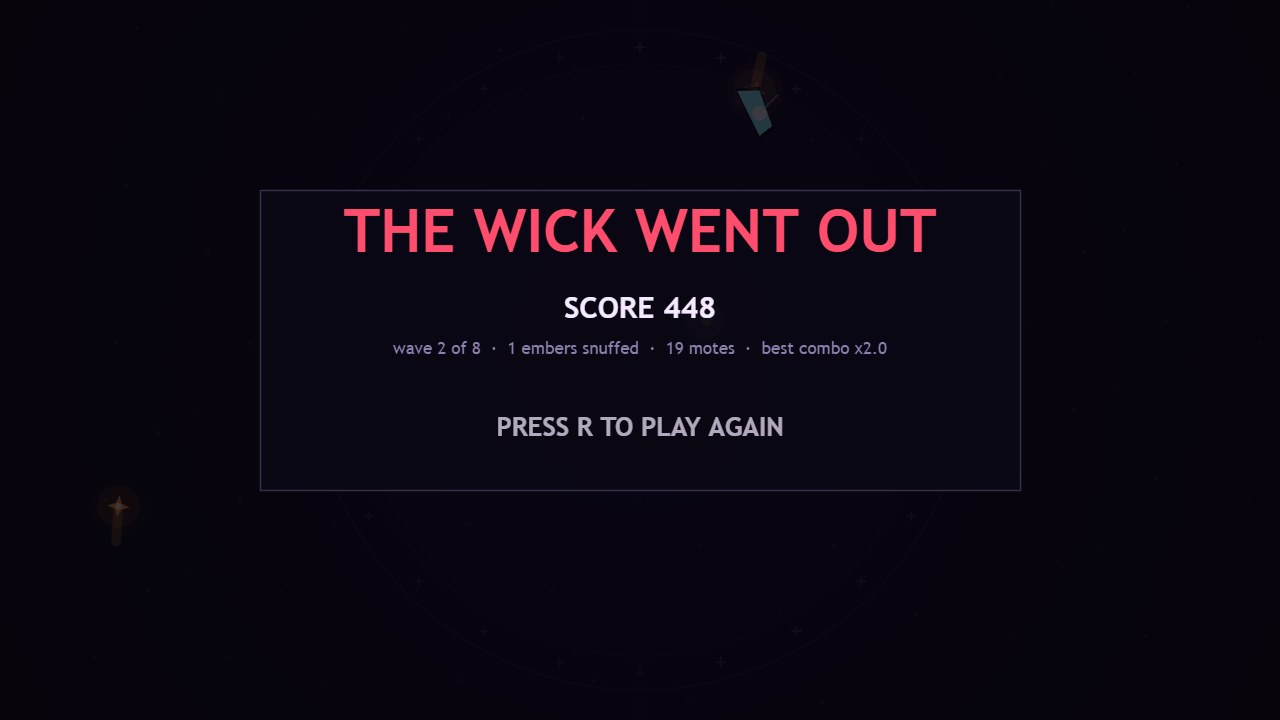 THE WICK WENT OUT
SCORE 448
wave 2 of 8 · 1 embers snuffed · 19 motes · best combo x2.0
PRESS R TO PLAY AGAIN